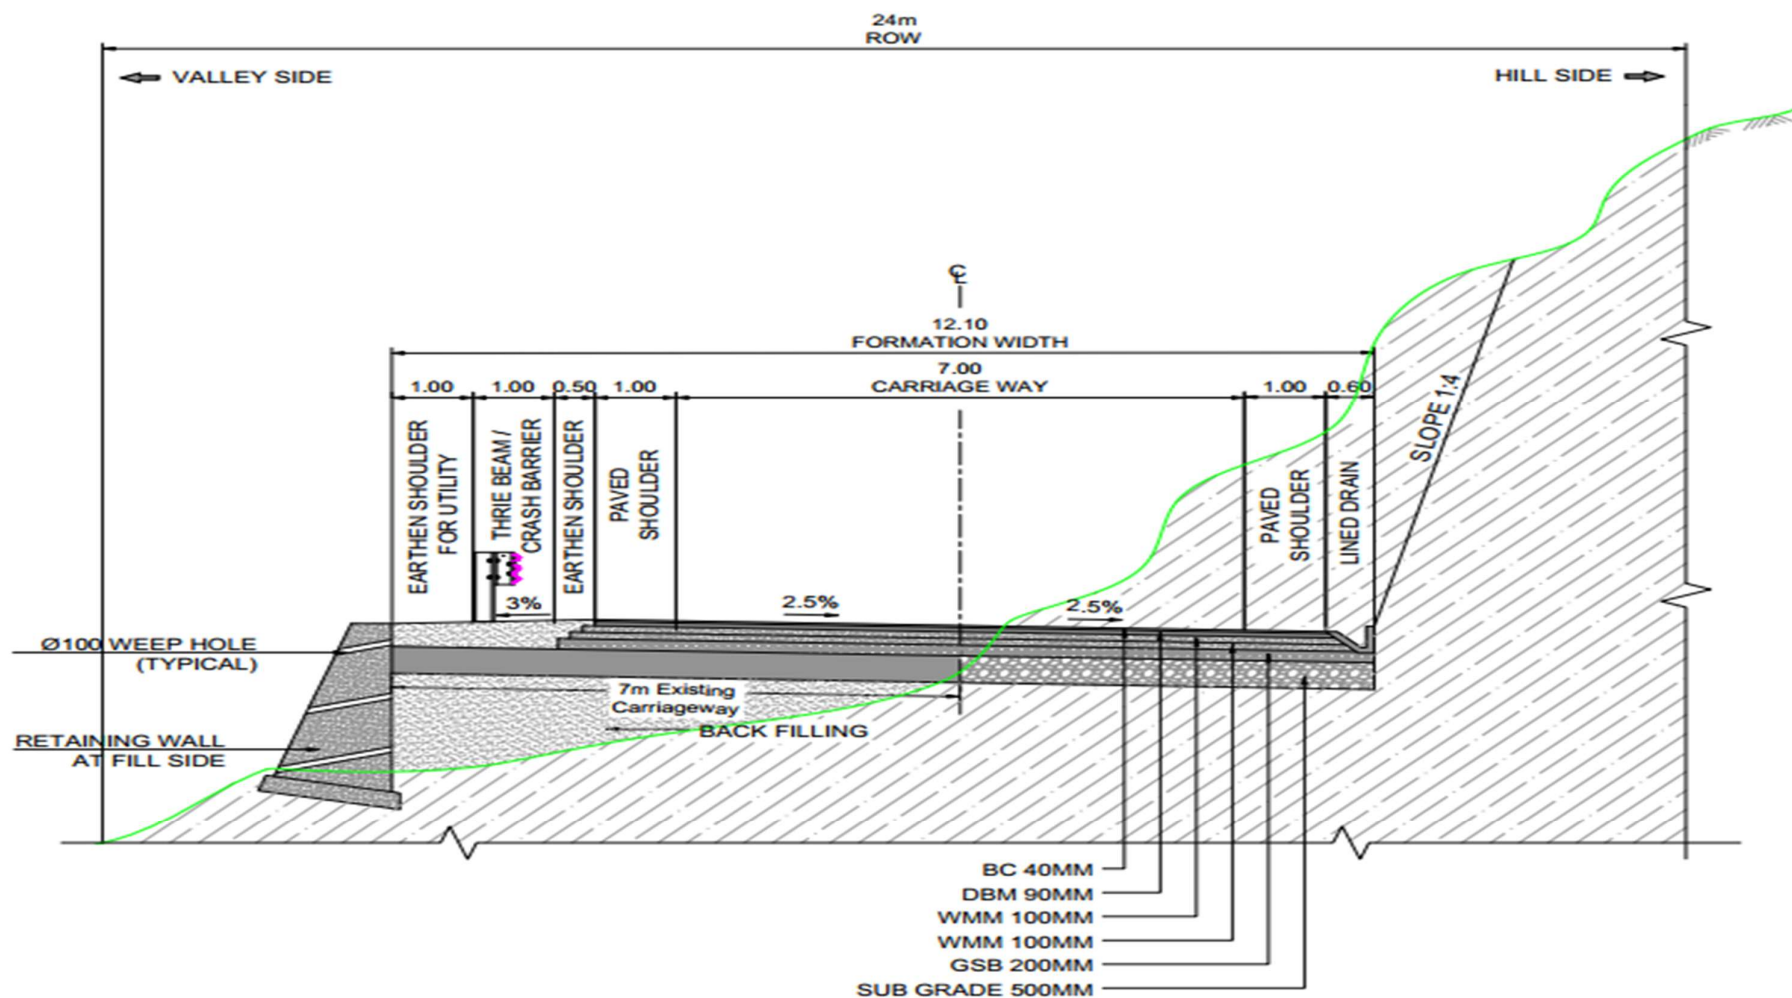 24m
ROW
VALLEY SIDE
HILL SIDE
℄
12.10
FORMATION WIDTH
7.00
CARRIAGE WAY
1.00
1.00
0.50
1.00
1.00
0.60
EARTHEN SHOULDER
FOR UTILITY
THRIE BEAM /
CRASH BARRIER
EARTHEN SHOULDER
PAVED
SHOULDER
PAVED
SHOULDER
LINED DRAIN
SLOPE 1:4
3%
2.5%
2.5%
Ø100 WEEP HOLE
(TYPICAL)
7m Existing
Carriageway
BACK FILLING
RETAINING WALL
AT FILL SIDE
BC 40MM
DBM 90MM
WMM 100MM
WMM 100MM
GSB 200MM
SUB GRADE 500MM